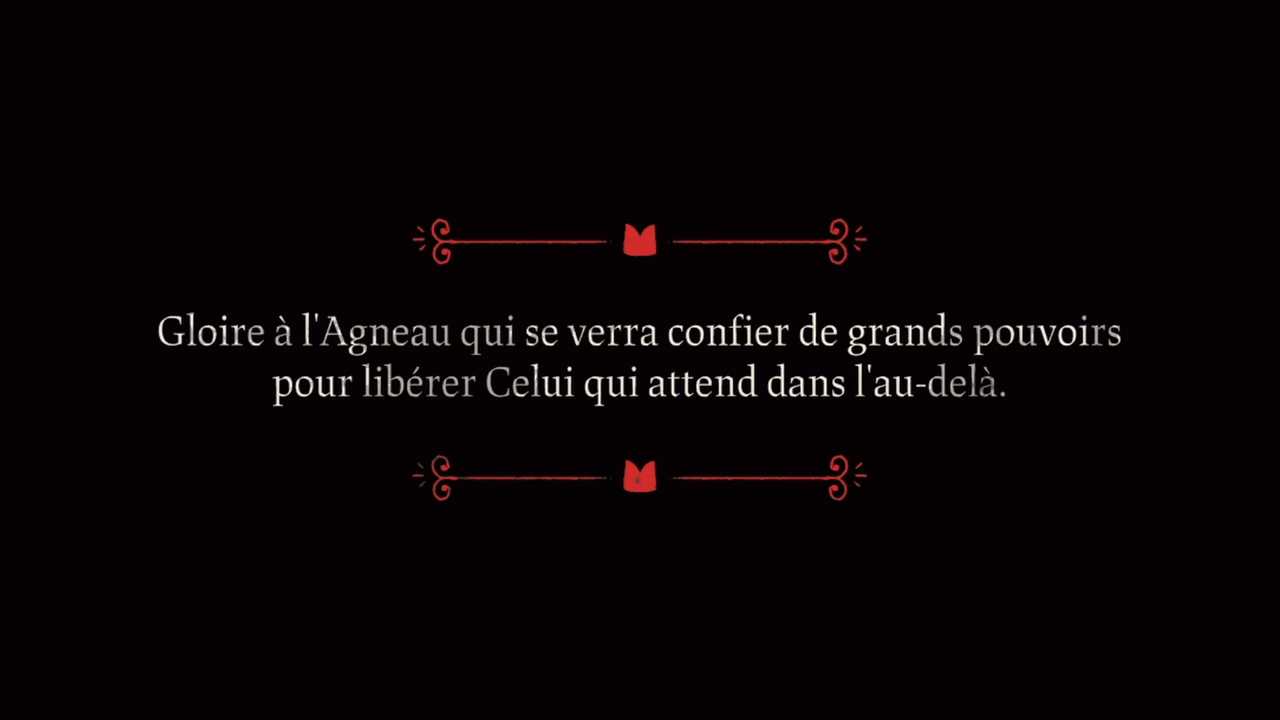 Gloire à l'Agneau qui se verra confier de grands pouvoirs
pour libérer Celui qui attend dans l'au-delà.